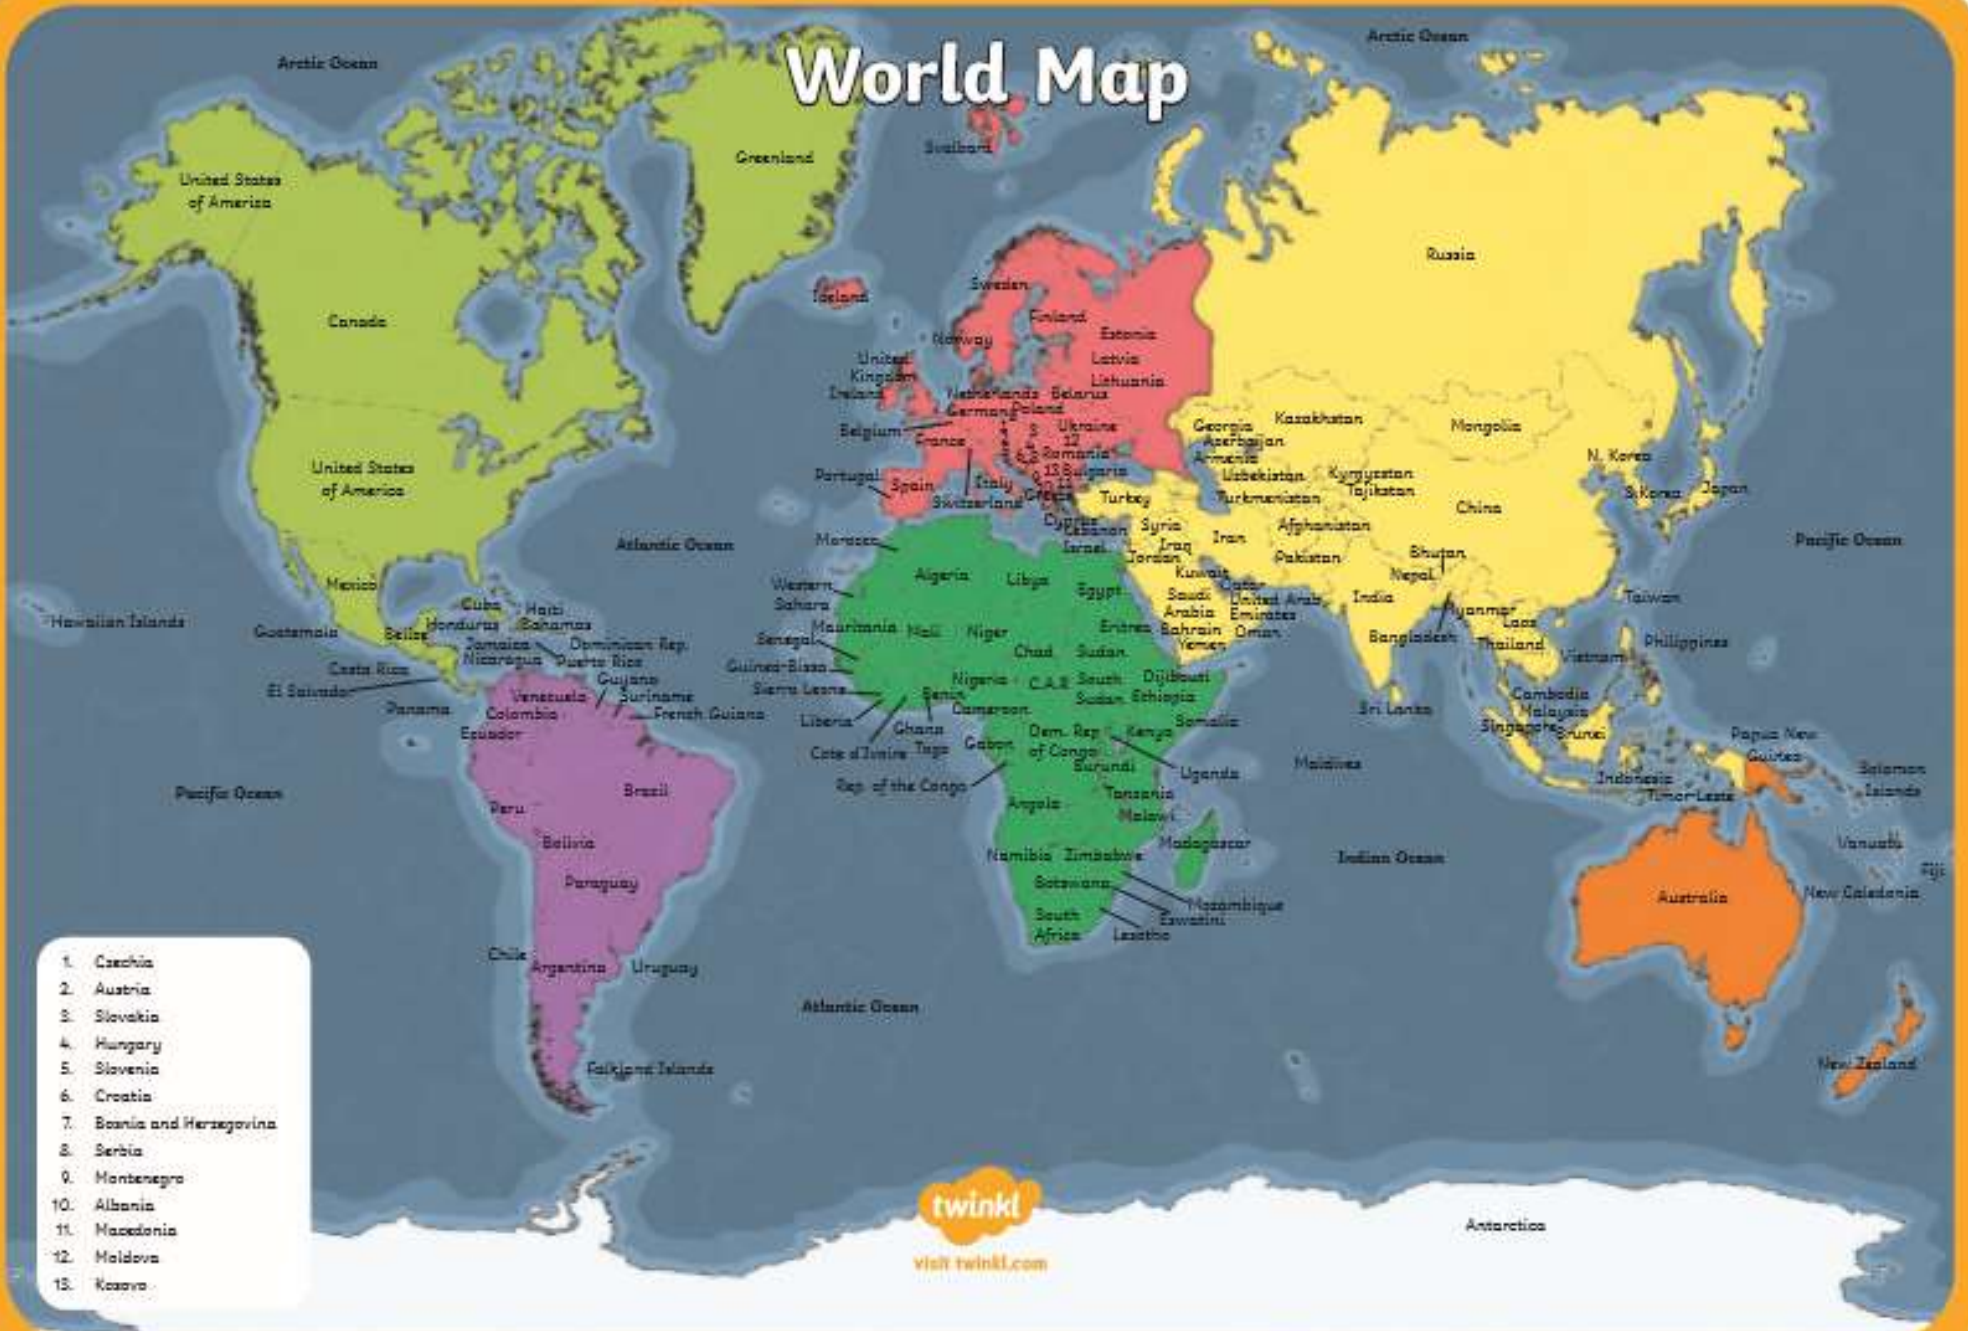 World Map
Arctic Ocean
Arctic Ocean
Greenland
Svalbard
United States
of America
Russia
Canada
Iceland
Sweden
Finland
Norway
Estonia
Latvia
Lithuania
United
Kingdom
Ireland
Netherlands
Belarus
Germany
Poland
Belgium
Ukraine
France
12
Romania
13
Bulgaria
11
Portugal
Spain
Italy
Switzerland
Greece
Georgia
Azerbaijan
Armenia
Kazakhstan
Mongolia
Uzbekistan
Kyrgyzstan
Turkmenistan
Tajikistan
N. Korea
S.Korea
Japan
China
United States
of America
Turkey
Cyprus
Lebanon
Israel
Syria
Iraq
Jordan
Iran
Afghanistan
Pakistan
Kuwait
Qatar
Saudi
Arabia
United Arab
Emirates
Bahrain
Oman
Yemen
Bhutan
Nepal
India
Bangladesh
Myanmar
Laos
Thailand
Vietnam
Taiwan
Philippines
Pacific Ocean
Atlantic Ocean
Morocco
Algeria
Libya
Egypt
Western
Sahara
Mauritania
Mali
Niger
Eritrea
Chad
Sudan
Senegal
Guinea-Bissa
Sierra Leone
Liberia
Nigeria
C.A.R
South
Sudan
Djibouti
Ethiopia
Benin
Cameroon
Ghana
Togo
Cote d'Ivoire
Somalia
Gabon
Dem. Rep
of Congo
Kenya
Burundi
Uganda
Rep. of the Congo
Tanzania
Angola
Malawi
Madagascar
Namibia
Zimbabwe
Botswana
Mozambique
Eswatini
Lesotho
South
Africa
Mexico
Hawaiian Islands
Cuba
Haiti
Bahamas
Guatemala
Belize
Honduras
Jamaica
Dominican Rep.
Nicaragua
Puerto Rico
Costa Rica
El Salvador
Panama
Guyana
Venezuela
Suriname
Colombia
French Guiana
Ecuador
Pacific Ocean
Brazil
Peru
Bolivia
Paraguay
Chile
Argentina
Uruguay
Falkland Islands
Atlantic Ocean
Sri Lanka
Maldives
Indian Ocean
Cambodia
Malaysia
Singapore
Brunei
Indonesia
Timor-Leste
Papua New
Guinea
Solomon
Islands
Vanuatu
Fiji
New Caledonia
Australia
New Zealand
Antarctica
1. Czechia
2. Austria
3. Slovakia
4. Hungary
5. Slovenia
6. Croatia
7. Bosnia and Herzegovina
8. Serbia
9. Montenegro
10. Albania
11. Macedonia
12. Moldova
13. Kosovo
twinkl
visit twinkl.com